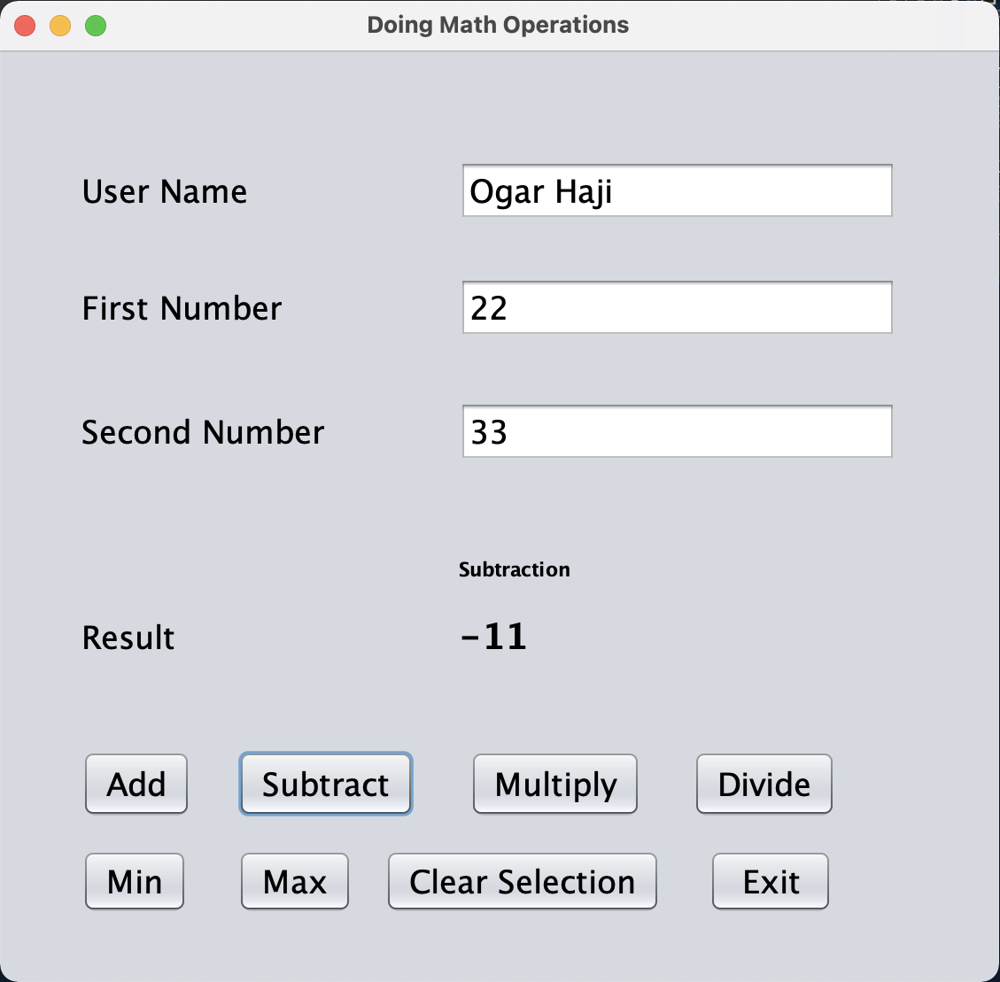 Doing Math Operations
User Name Ogar Haji
First Number 22
Second Number 33
Subtraction
Result -11
Add Subtract Multiply Divide
Min Max Clear Selection Exit